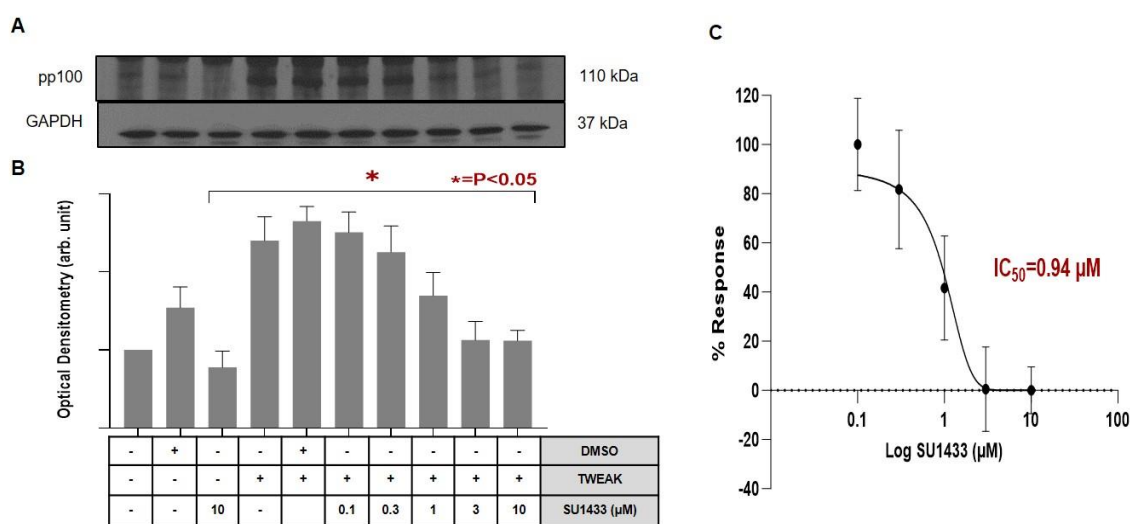 A
pp100
110 kDa
GAPDH
37 kDa
B
*
*=P<0.05
Optical Densitometry (arb. unit)
- + - - + - - - - - DMSO
- - - + + + + + + + TWEAK
- - 10 - 0.1 0.3 1 3 10 SU1433 (µM)
C
% Response
120
100
80
60
40
20
0
-20
-40
0.1 1 10 100
Log SU1433 (µM)
IC50=0.94 µM